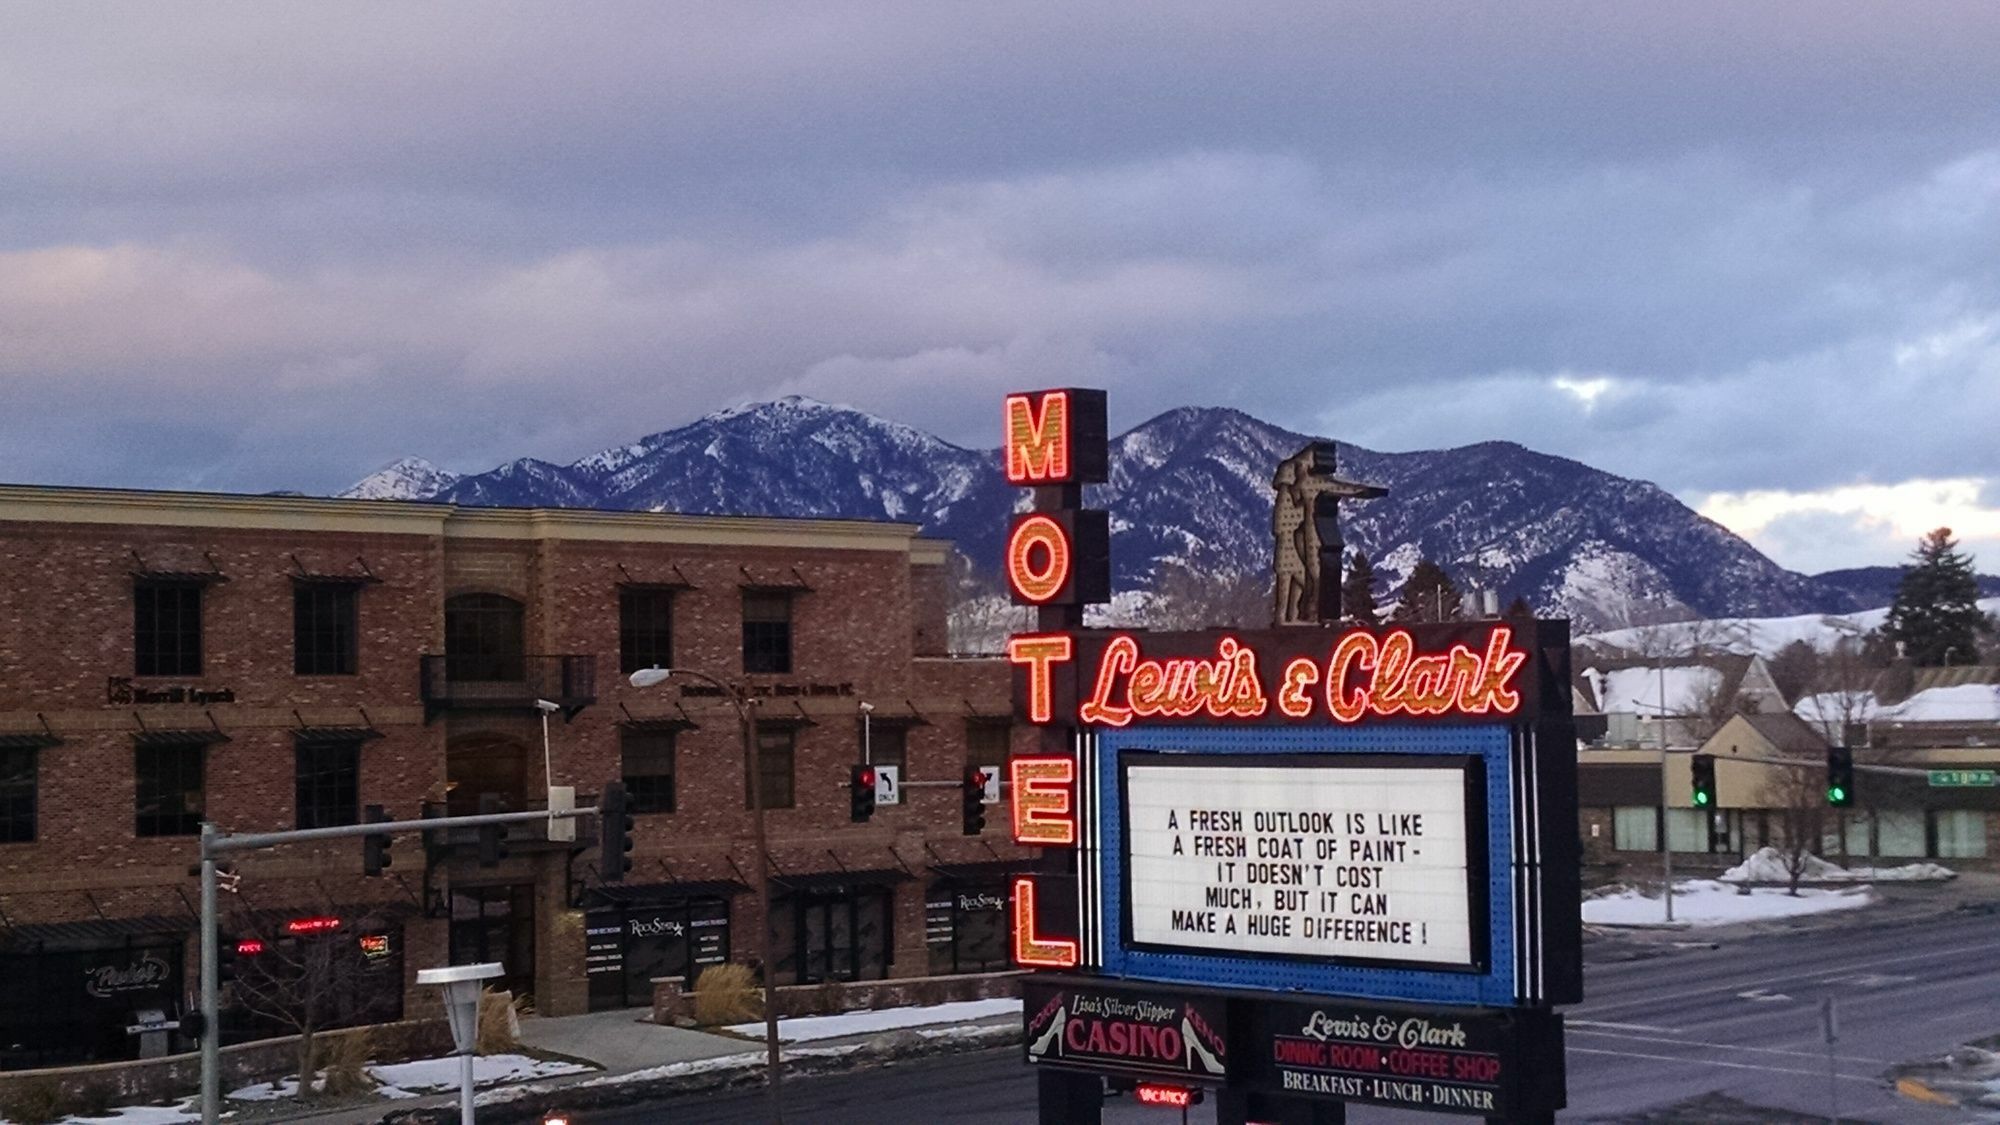 MOTEL
Lewis & Clark
A FRESH OUTLOOK IS LIKE
A FRESH COAT OF PAINT-
IT DOESN'T COST
MUCH, BUT IT CAN
MAKE A HUGE DIFFERENCE!
Lisa's Silver Slipper
POKER
CASINO
KENO
Lewis & Clark
DINING ROOM • COFFEE SHOP
BREAKFAST • LUNCH • DINNER
VACANCY
Merrill Lynch
ROCKSTAR
ROCKSTAR
ONLY